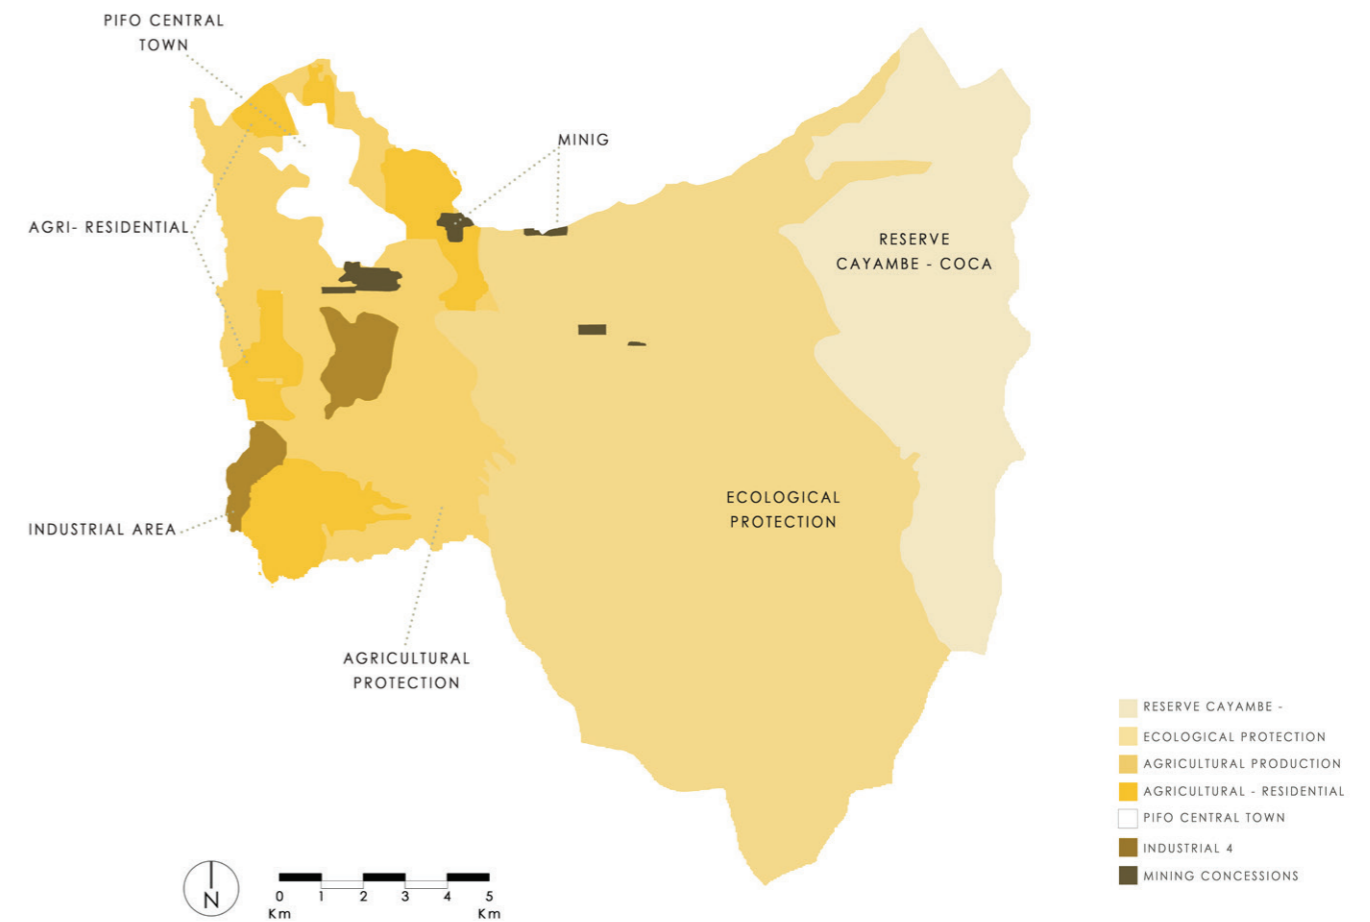 PIFO CENTRAL
TOWN
MINIG
AGRI- RESIDENTIAL
RESERVE
CAYAMBE - COCA
ECOLOGICAL
PROTECTION
INDUSTRIAL AREA
AGRICULTURAL
PROTECTION
RESERVE CAYAMBE -
ECOLOGICAL PROTECTION
AGRICULTURAL PRODUCTION
AGRICULTURAL - RESIDENTIAL
PIFO CENTRAL TOWN
INDUSTRIAL 4
MINING CONCESSIONS
N
0 1 2 3 4 5
Km Km